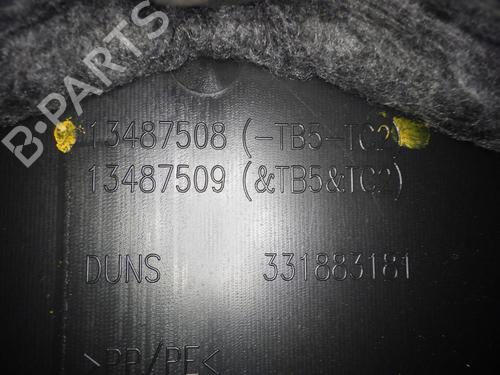 B-PARTS
13487508 (-TB5-TC2)
13487509 (&TB5&TC2)
DUNS 331883181
>PP/PE<